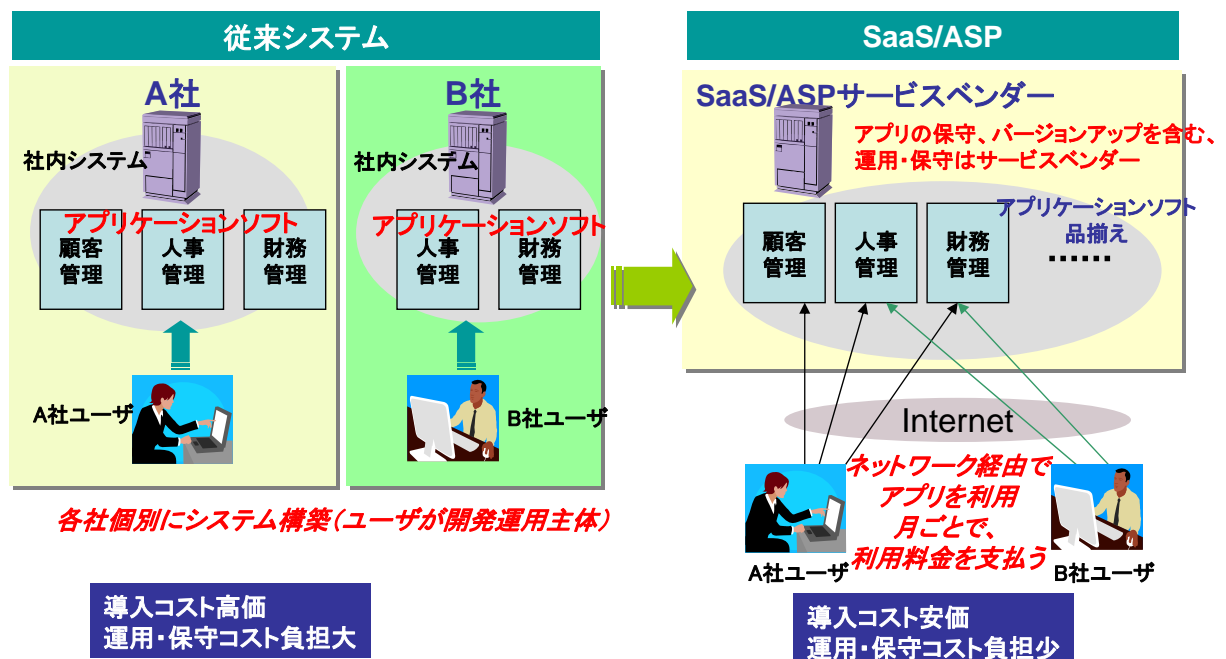 従来システム
A社
社内システム
アプリケーションソフト
顧客
管理
人事
管理
財務
管理
A社ユーザ
B社
社内システム
アプリケーションソフト
人事
管理
財務
管理
B社ユーザ
各社個別にシステム構築(ユーザが開発運用主体)
導入コスト高価
運用・保守コスト負担大
SaaS/ASP
SaaS/ASPサービスベンダー
アプリの保守、バージョンアップを含む、
運用・保守はサービスベンダー
アプリケーションソフト
品揃え
……
顧客
管理
人事
管理
財務
管理
Internet
ネットワーク経由で
アプリを利用
月ごとで、
利用料金を支払う
A社ユーザ
B社ユーザ
導入コスト安価
運用・保守コスト負担少